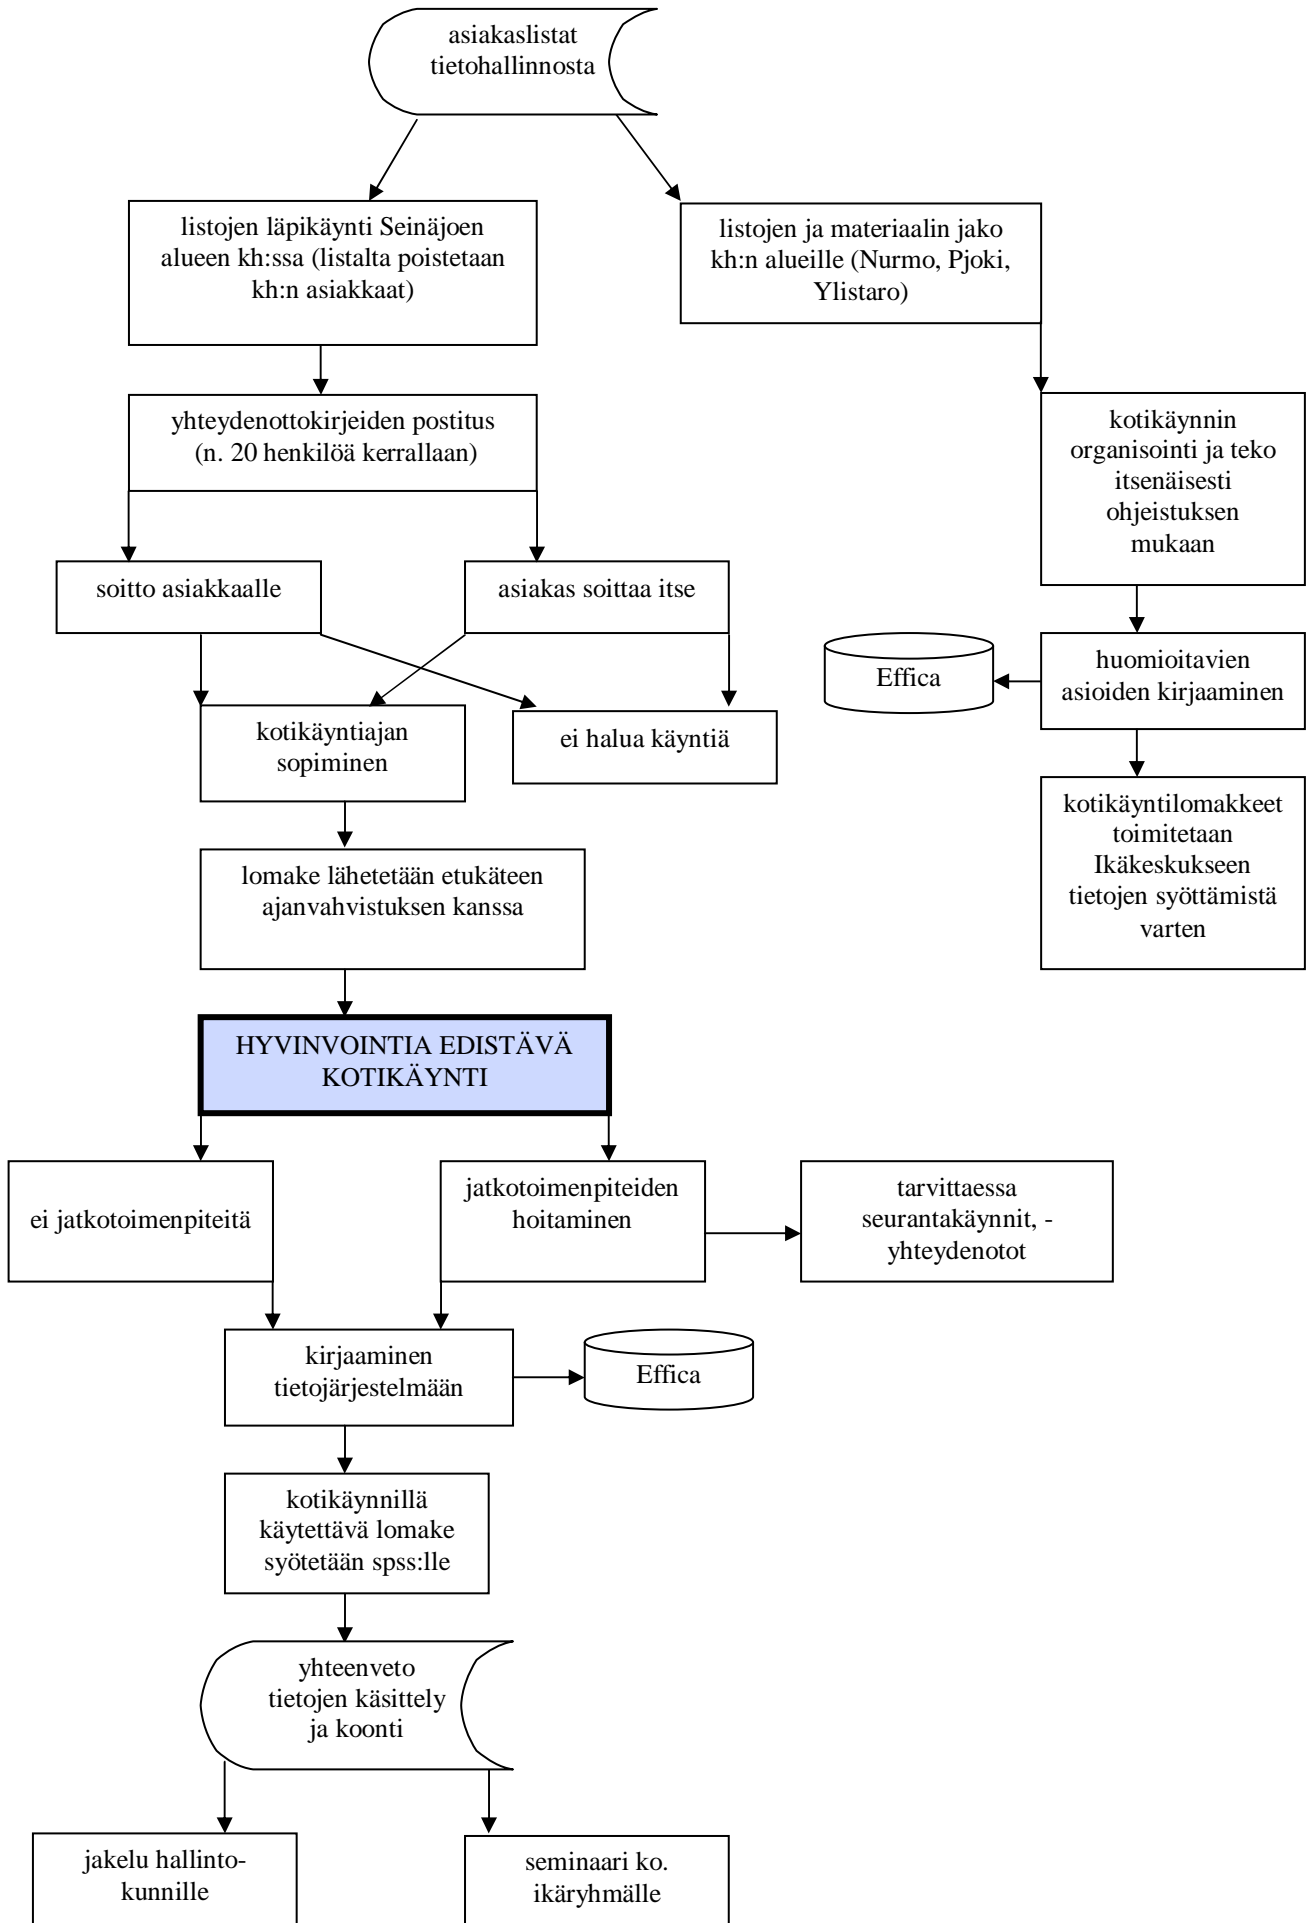 asiakaslistat
tietohallinnosta
listojen läpikäynti Seinäjoen
alueen kh:ssa (listalta poistetaan
kh:n asiakkaat)
listojen ja materiaalin jako
kh:n alueille (Nurmo, Pjoki,
Ylistaro)
yhteydenottokirjeiden postitus
(n. 20 henkilöä kerrallaan)
kotikäynnin
organisointi ja teko
itsenäisesti
ohjeistuksen
mukaan
soitto asiakkaalle
asiakas soittaa itse
Effica
huomioitavien
asioiden kirjaaminen
kotikäyntiajan
sopiminen
ei halua käyntiä
kotikäyntilomakkeet
toimitetaan
Ikäkeskukseen
tietojen syöttämistä
varten
lomake lähetetään etukäteen
ajanvahvistuksen kanssa
HYVINVOINTIA EDISTÄVÄ
KOTIKÄYNTI
ei jatkotoimenpiteitä
jatkotoimenpiteiden
hoitaminen
tarvittaessa
seurantakäynnit, -
yhteydenotot
kirjaaminen
tietojärjestelmään
Effica
kotikäynnillä
käytettävä lomake
syötetään spss:lle
yhteenveto
tietojen käsittely
ja koonti
jakelu hallinto-
kunnille
seminaari ko.
ikäryhmälle